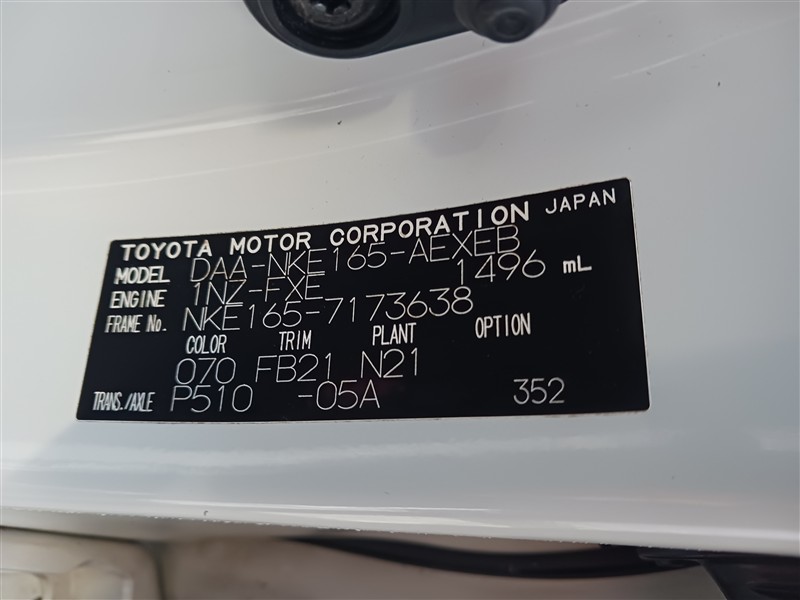 TOYOTA MOTOR CORPORATION JAPAN
MODEL DAA-NKE165-AEXEB
ENGINE 1NZ-FXE 1496 mL
FRAME No. NKE165-7173638
COLOR TRIM PLANT OPTION
070 FB21 N21
TRANS./AXLE P510 -05A 352